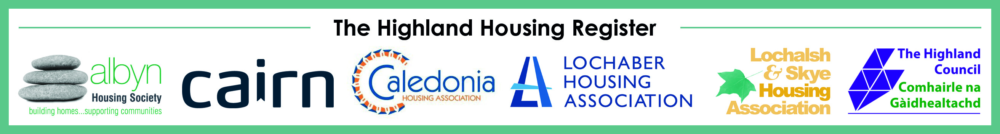 The Highland Housing Register
albyn
Housing Society
building homes...supporting communities
cairn
Caledonia
HOUSING ASSOCIATION
LOCHABER
HOUSING
ASSOCIATION
Lochalsh
& Skye
Housing
Association
The Highland
Council
Comhairle na
Gàidhealtachd